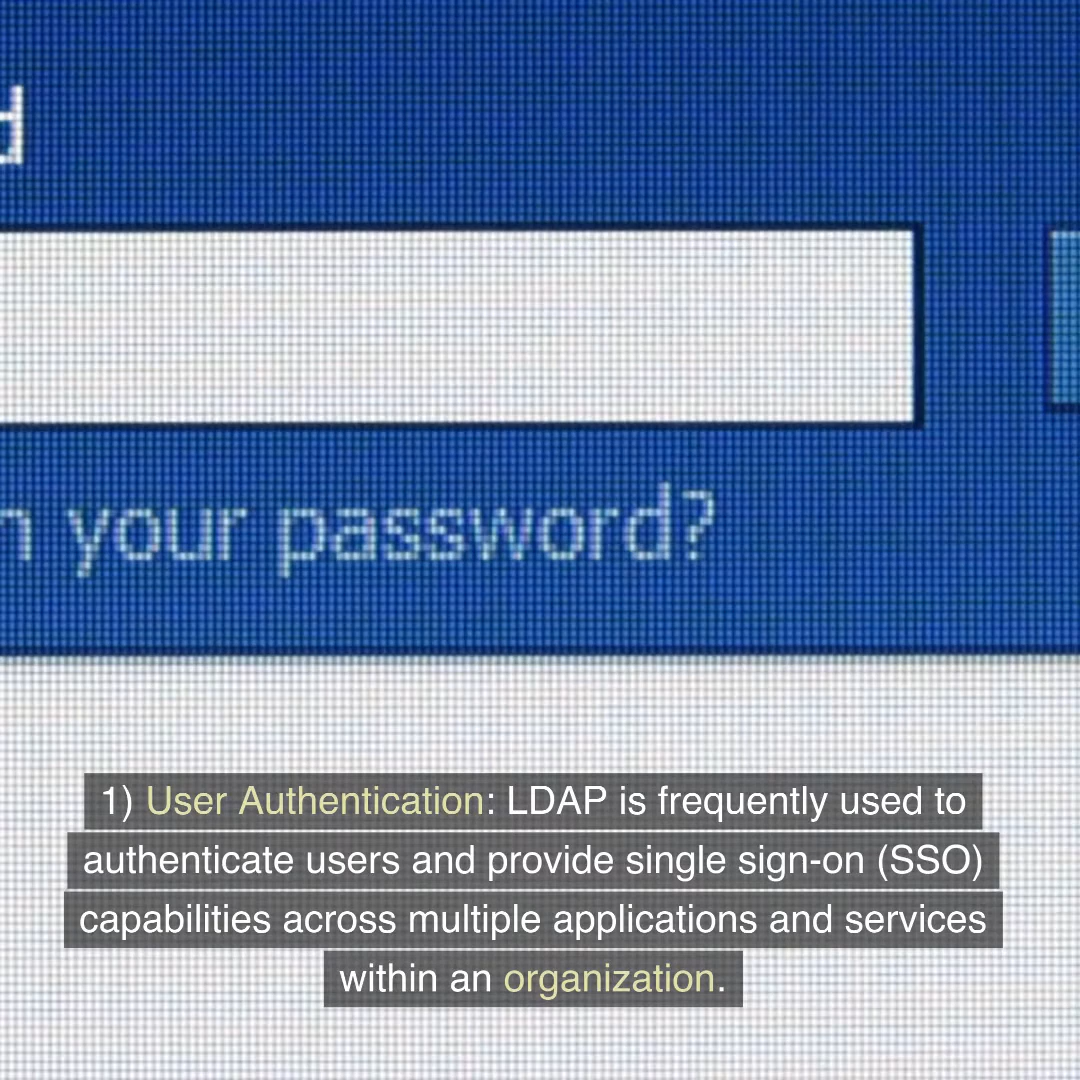 d
n your password?
1) User Authentication: LDAP is frequently used to
authenticate users and provide single sign-on (SSO)
capabilities across multiple applications and services
within an organization.